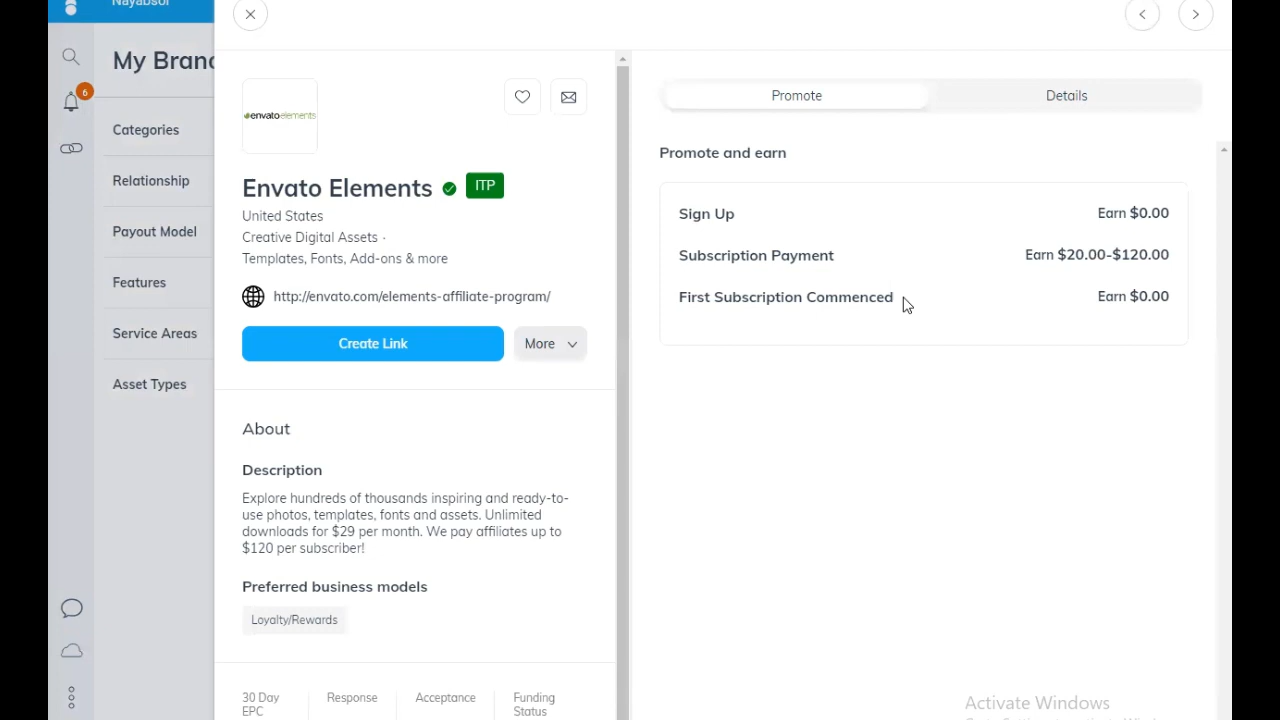 Nayabsol
My Bran
6
Categories
Relationship
Payout Model
Features
Service Areas
Asset Types
envatoelements
Envato Elements
ITP
United States
Creative Digital Assets ·
Templates, Fonts, Add-ons & more
http://envato.com/elements-affiliate-program/
Create Link
More
About
Description
Explore hundreds of thousands inspiring and ready-to-
use photos, templates, fonts and assets. Unlimited
downloads for $29 per month. We pay affiliates up to
$120 per subscriber!
Preferred business models
Loyalty/Rewards
30 Day
EPC
Response
Acceptance
Funding
Status
Promote
Details
Promote and earn
Sign Up
Earn $0.00
Subscription Payment
Earn $20.00-$120.00
First Subscription Commenced
Earn $0.00
Activate Windows